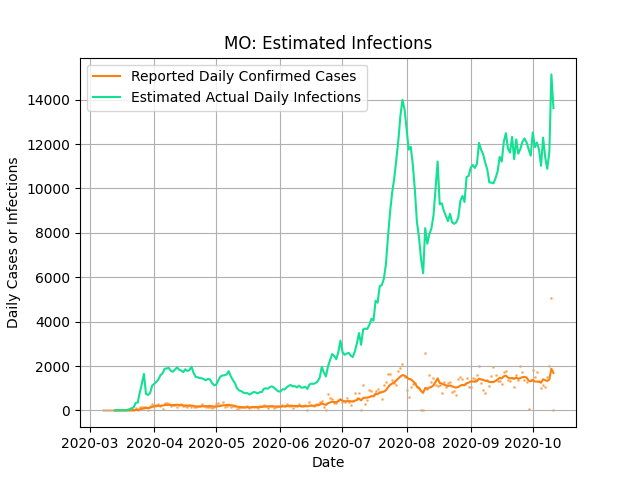 MO: Estimated Infections
Reported Daily Confirmed Cases
Estimated Actual Daily Infections
Daily Cases or Infections
14000
12000
10000
8000
6000
4000
2000
0
2020-03 2020-04 2020-05 2020-06 2020-07 2020-08 2020-09 2020-10
Date